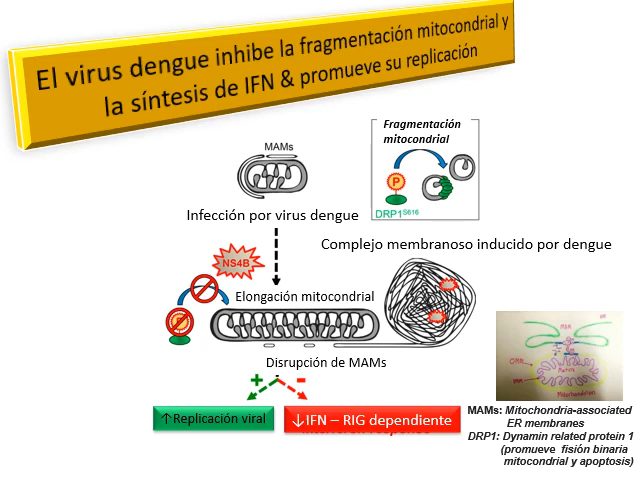 El virus dengue inhibe la fragmentación mitocondrial y
la síntesis de IFN & promueve su replicación
MAMs
Fragmentación
mitocondrial
P
DRP1S616
Infección por virus dengue
Complejo membranoso inducido por dengue
NS4B
Elongación mitocondrial
Disrupción de MAMs
+ –
↑Replicación viral
↓IFN – RIG dependiente
MAMs: Mitochondria-associated
ER membranes
DRP1: Dynamin related protein 1
(promueve fisión binaria
mitocondrial y apoptosis)